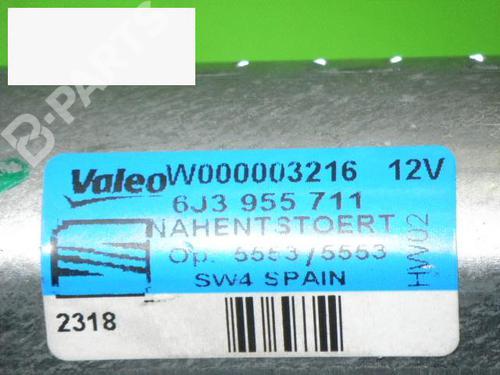 B-PARTS
Valeo W000003216 12V
6J3 955 711
NAHENTSTOERT
Op. 5553/5553
SW4 SPAIN
HW02
2318